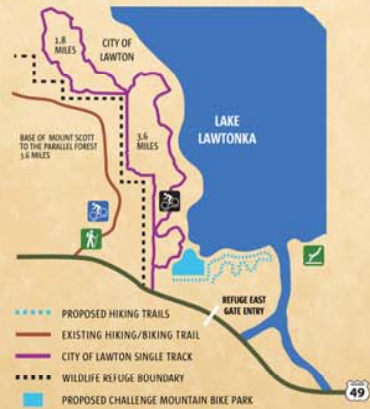 1.8
MILES
CITY OF
LAWTON
LAKE
LAWTONKA
BASE OF MOUNT SCOTT
TO THE PARALLEL FOREST
3.6 MILES
3.6
MILES
REFUGE EAST
GATE ENTRY
PROPOSED HIKING TRAILS
EXISTING HIKING/BIKING TRAIL
CITY OF LAWTON SINGLE TRACK
WILDLIFE REFUGE BOUNDARY
PROPOSED CHALLENGE MOUNTAIN BIKE PARK
49